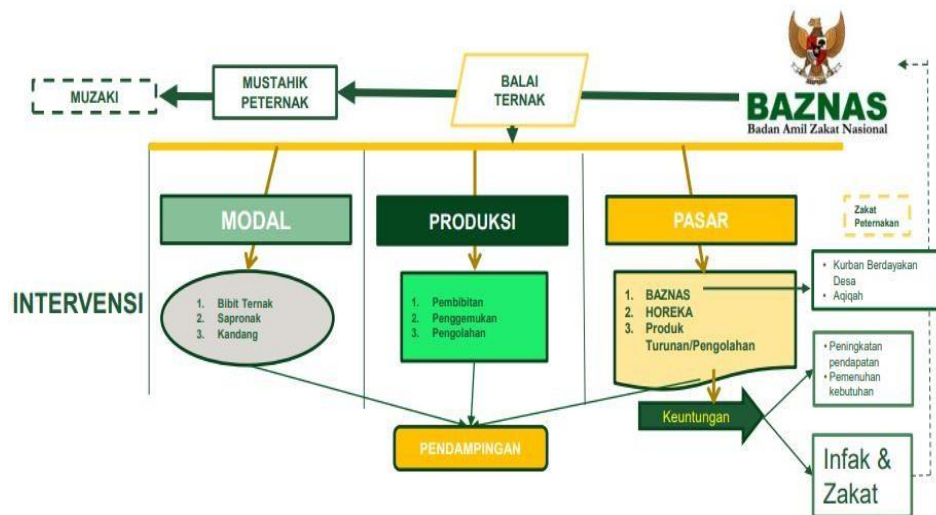 MUZAKI
MUSTAHIK
PETERNAK
BALAI
TERNAK
BAZNAS
Badan Amil Zakat Nasional
MODAL
PRODUKSI
PASAR
Zakat
Peternakan
INTERVENSI
1. Bibit Ternak
2. Sapronak
3. Kandang
1. Pembibitan
2. Penggemukan
3. Pengolahan
1. BAZNAS
2. HOREKA
3. Produk
Turunan/Pengolahan
• Kurban Berdayakan
Desa
• Aqiqah
• Peningkatan
pendapatan
• Pemenuhan
kebutuhan
Keuntungan
PENDAMPINGAN
Infak &
Zakat